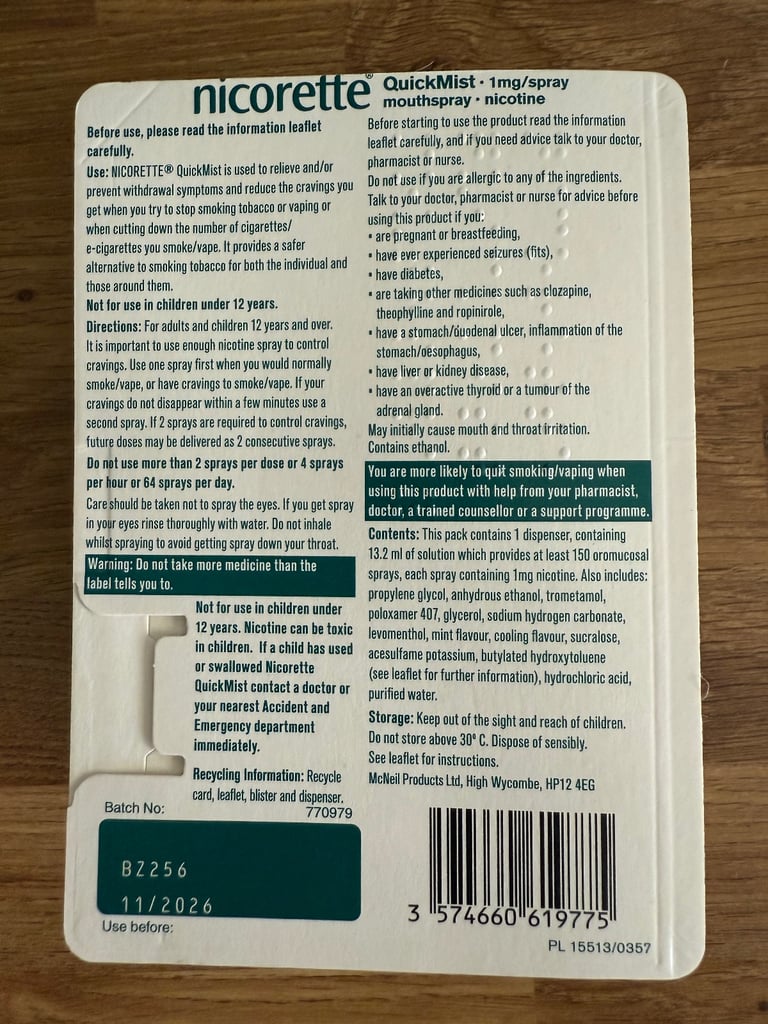 nicorette® QuickMist · 1mg/spray
mouthspray · nicotine
Before use, please read the information leaflet
carefully.
Use: NICORETTE® QuickMist is used to relieve and/or
prevent withdrawal symptoms and reduce the cravings you
get when you try to stop smoking tobacco or vaping or
when cutting down the number of cigarettes/
e-cigarettes you smoke/vape. It provides a safer
alternative to smoking tobacco for both the individual and
those around them.
Not for use in children under 12 years.
Directions: For adults and children 12 years and over.
It is important to use enough nicotine spray to control
cravings. Use one spray first when you would normally
smoke/vape, or have cravings to smoke/vape. If your
cravings do not disappear within a few minutes use a
second spray. If 2 sprays are required to control cravings,
future doses may be delivered as 2 consecutive sprays.
Do not use more than 2 sprays per dose or 4 sprays
per hour or 64 sprays per day.
Care should be taken not to spray the eyes. If you get spray
in your eyes rinse thoroughly with water. Do not inhale
whilst spraying to avoid getting spray down your throat.
Warning: Do not take more medicine than the
label tells you to.
Not for use in children under
12 years. Nicotine can be toxic
in children. If a child has used
or swallowed Nicorette
QuickMist contact a doctor or
your nearest Accident and
Emergency department
immediately.
Recycling Information: Recycle
card, leaflet, blister and dispenser.
770979
Batch No:
BZ256
11/2026
Use before:
Before starting to use the product read the information
leaflet carefully, and if you need advice talk to your doctor,
pharmacist or nurse.
Do not use if you are allergic to any of the ingredients.
Talk to your doctor, pharmacist or nurse for advice before
using this product if you:
• are pregnant or breastfeeding,
• have ever experienced seizures (fits),
• have diabetes,
• are taking other medicines such as clozapine,
theophylline and ropinirole,
• have a stomach/duodenal ulcer, inflammation of the
stomach/oesophagus,
• have liver or kidney disease,
• have an overactive thyroid or a tumour of the
adrenal gland.
May initially cause mouth and throat irritation.
Contains ethanol.
You are more likely to quit smoking/vaping when
using this product with help from your pharmacist,
doctor, a trained counsellor or a support programme.
Contents: This pack contains 1 dispenser, containing
13.2 ml of solution which provides at least 150 oromucosal
sprays, each spray containing 1mg nicotine. Also includes:
propylene glycol, anhydrous ethanol, trometamol,
poloxamer 407, glycerol, sodium hydrogen carbonate,
levomenthol, mint flavour, cooling flavour, sucralose,
acesulfame potassium, butylated hydroxytoluene
(see leaflet for further information), hydrochloric acid,
purified water.
Storage: Keep out of the sight and reach of children.
Do not store above 30° C. Dispose of sensibly.
See leaflet for instructions.
McNeil Products Ltd, High Wycombe, HP12 4EG
3 574660 619775
PL 15513/0357